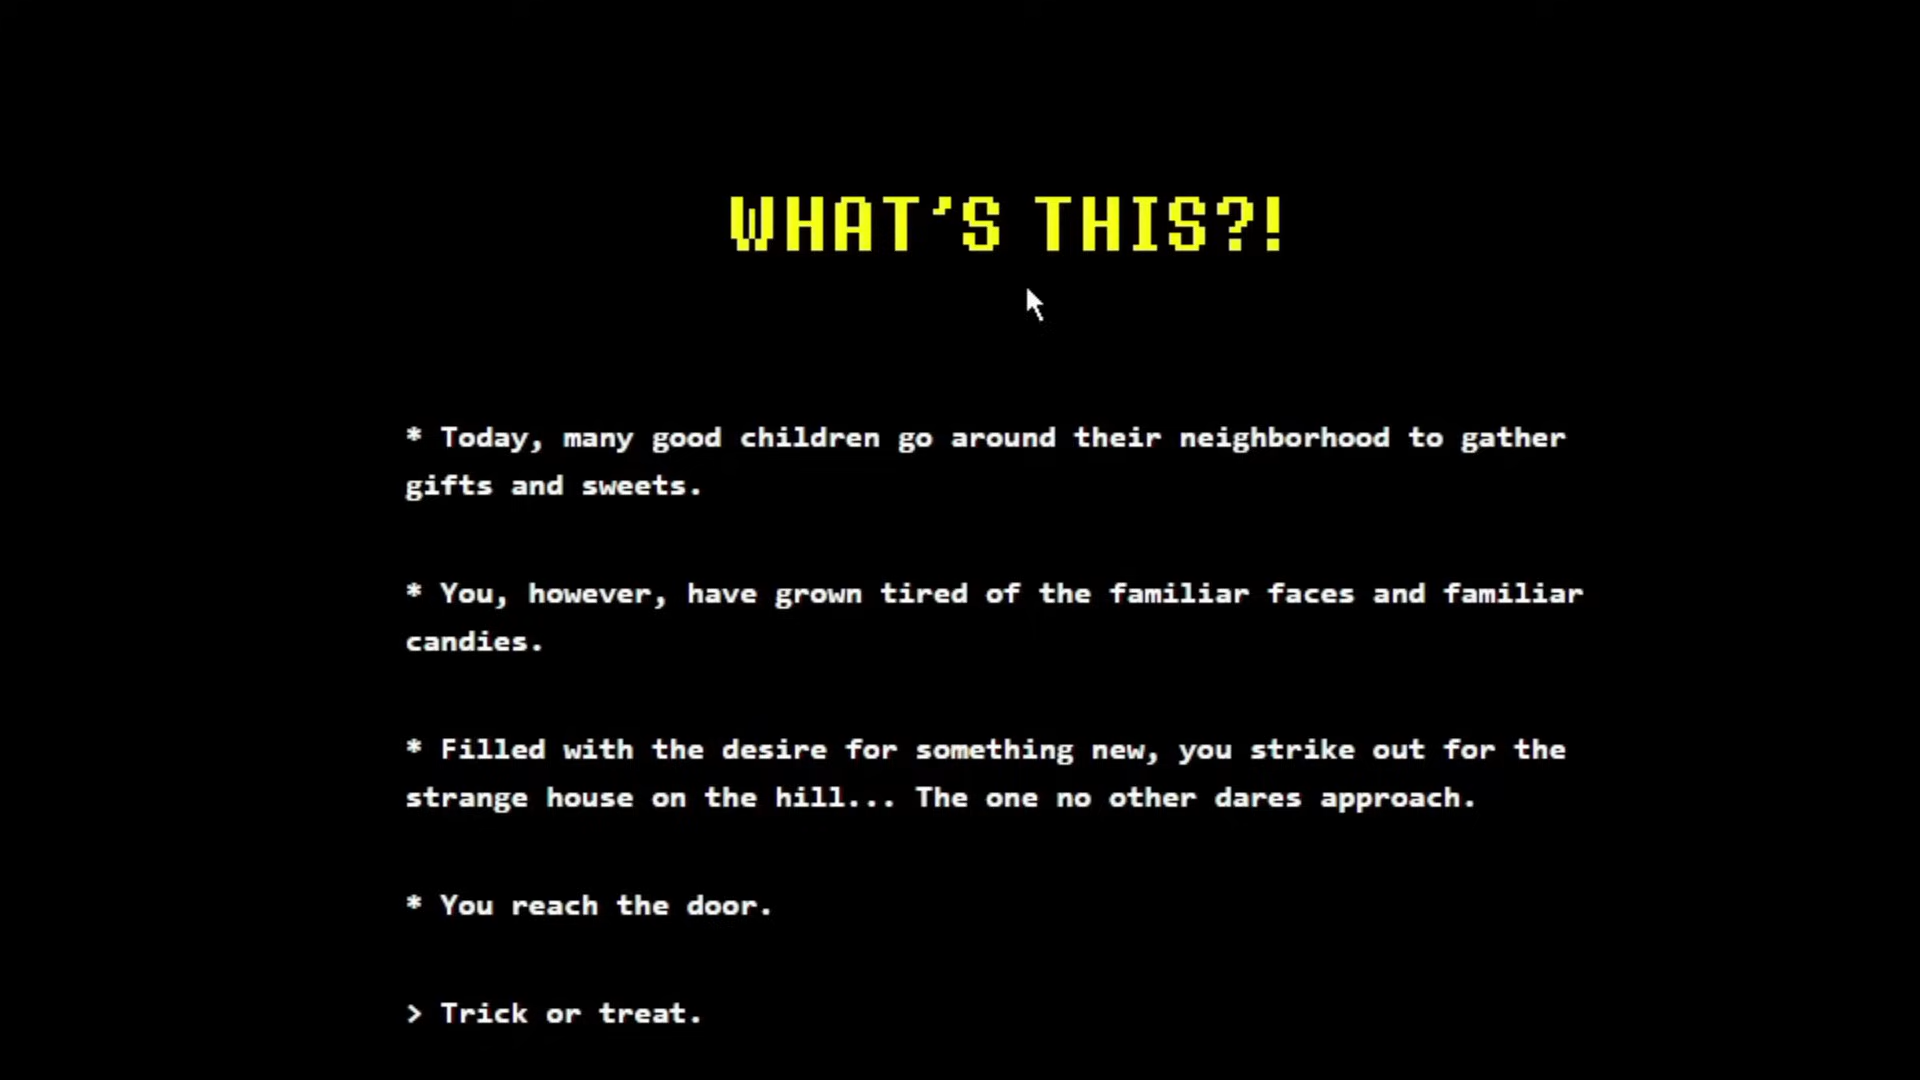 WHAT'S THIS?!
* Today, many good children go around their neighborhood to gather
gifts and sweets.
* You, however, have grown tired of the familiar faces and familiar
candies.
* Filled with the desire for something new, you strike out for the
strange house on the hill... The one no other dares approach.
* You reach the door.
> Trick or treat.